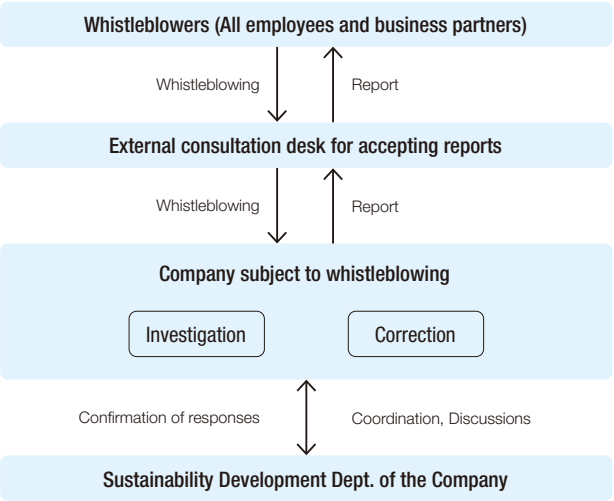 Whistleblowers (All employees and business partners)
Whistleblowing
Report
External consultation desk for accepting reports
Whistleblowing
Report
Company subject to whistleblowing
Investigation
Correction
Confirmation of responses
Coordination, Discussions
Sustainability Development Dept. of the Company